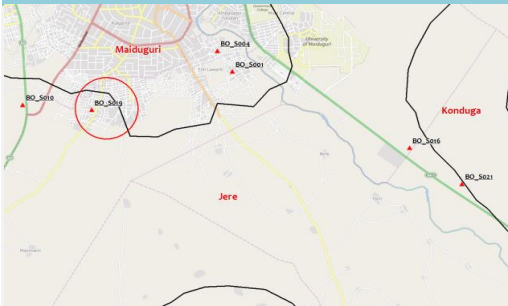 BO_S004
Maiduguri
University
of Maiduguri
BO_S001
BO_S010
BO_S019
Konduga
BO_S016
BO_S021
Jere